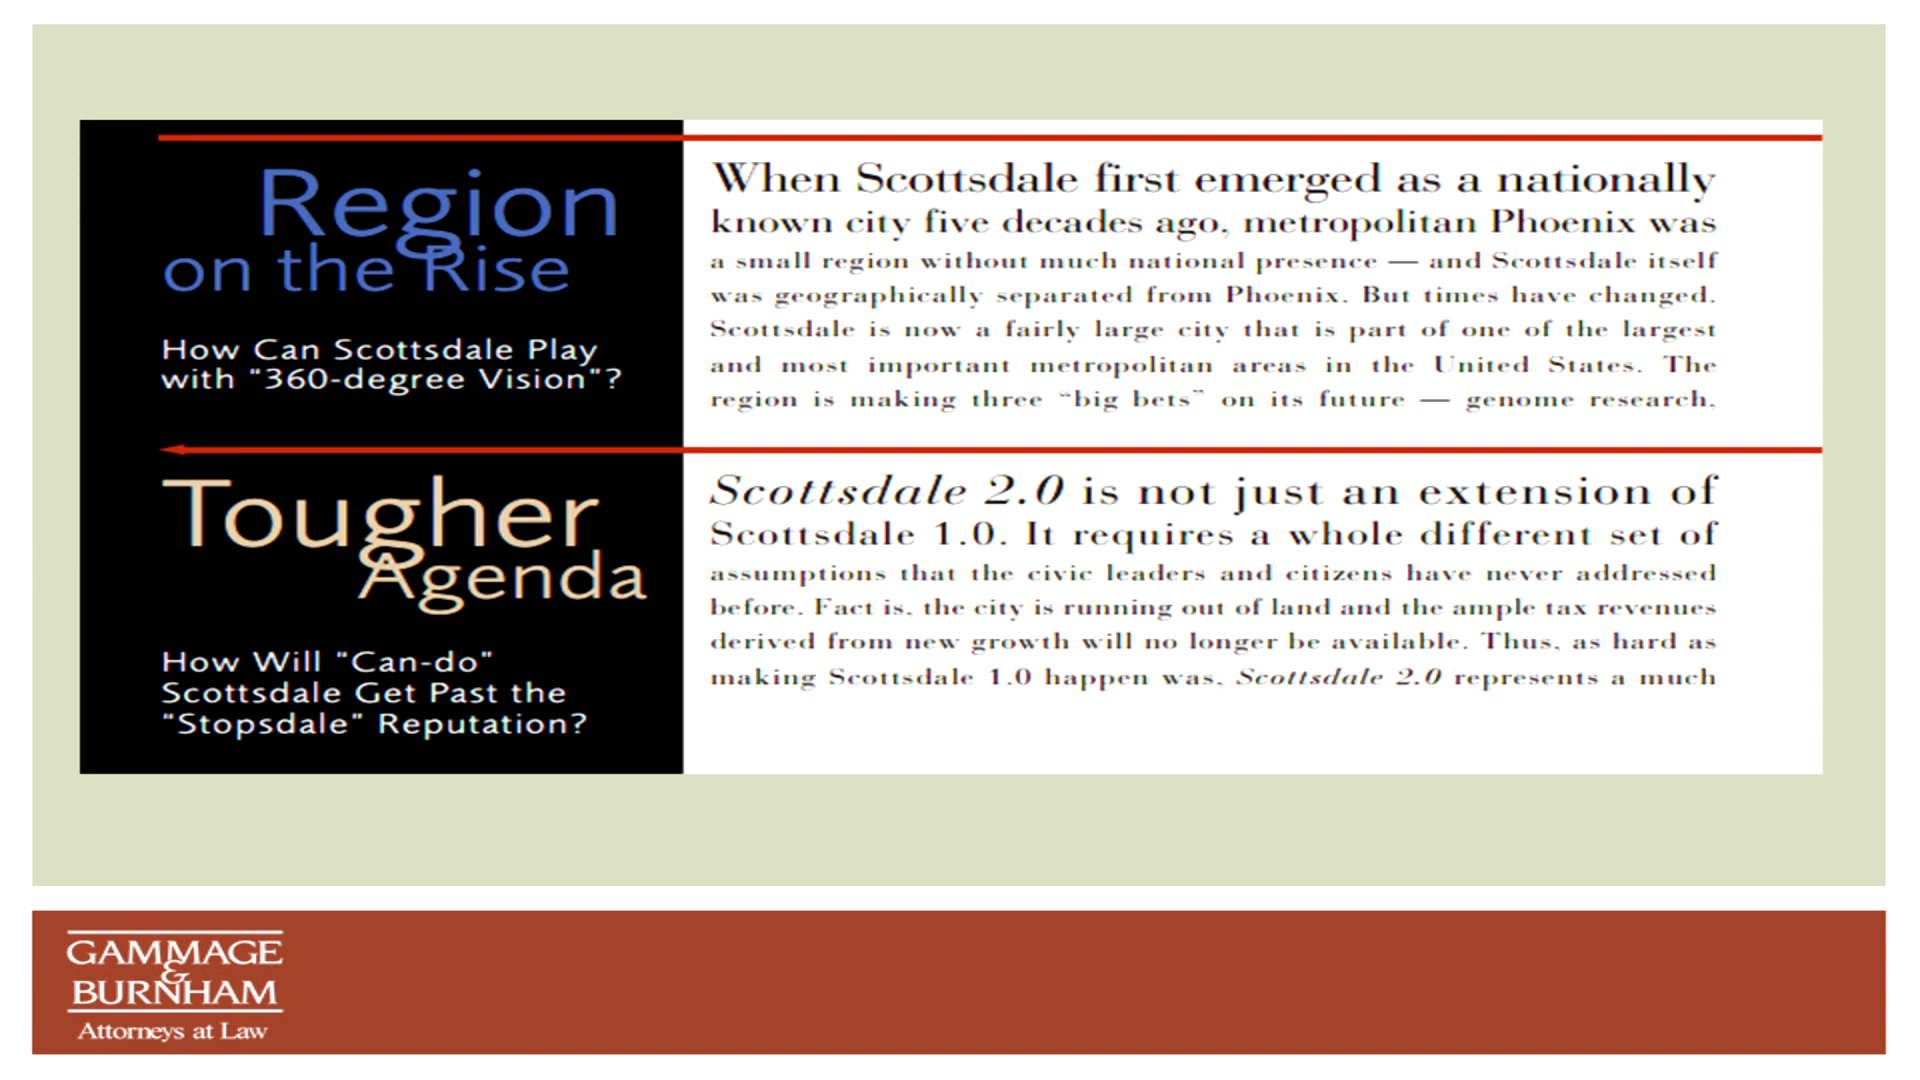 Region
on the Rise
How Can Scottsdale Play
with "360-degree Vision"?
When Scottsdale first emerged as a nationally
known city five decades ago, metropolitan Phoenix was
a small region without much national presence — and Scottsdale itself
was geographically separated from Phoenix. But times have changed.
Scottsdale is now a fairly large city that is part of one of the largest
and most important metropolitan areas in the United States. The
region is making three "big bets" on its future — genome research,
Tougher
Agenda
How Will "Can-do"
Scottsdale Get Past the
"Stopsdale" Reputation?
Scottsdale 2.0 is not just an extension of
Scottsdale 1.0. It requires a whole different set of
assumptions that the civic leaders and citizens have never addressed
before. Fact is, the city is running out of land and the ample tax revenues
derived from new growth will no longer be available. Thus, as hard as
making Scottsdale 1.0 happen was, Scottsdale 2.0 represents a much
GAMMAGE
&
BURNHAM
Attorneys at Law